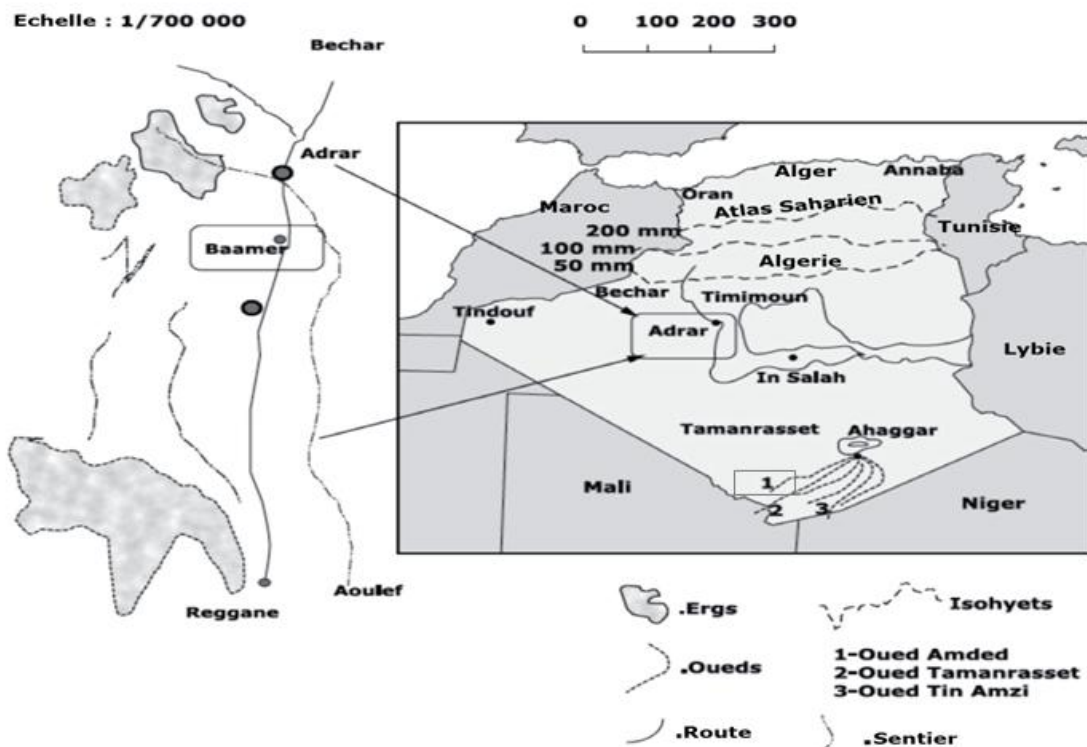 Echelle : 1/700 000
0 100 200 300
Bechar
Adrar
Baamer
Reggane
Aoulef
Alger
Annaba
Oran
Atlas Saharien
Maroc
Tunisie
200 mm
100 mm
50 mm
Algerie
Bechar
Timimoun
Tindouf
Adrar
Lybie
In Salah
Tamanrasset
Ahaggar
Mali
1
2
3
Niger
.Ergs
Isohyets
.Oueds
1-Oued Amded
2-Oued Tamanrasset
3-Oued Tin Amzi
.Route
.Sentier